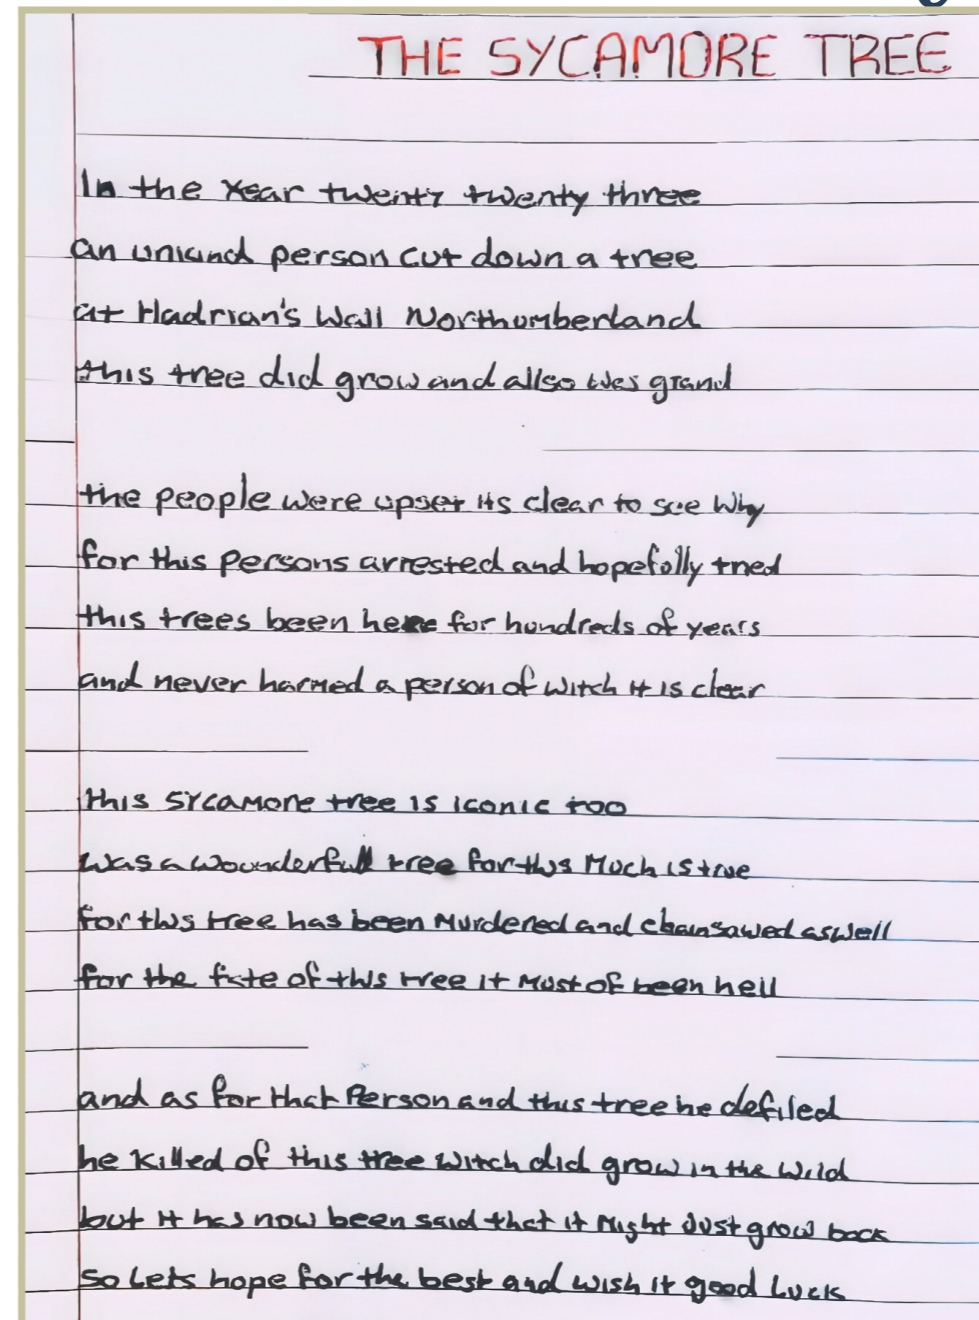 THE SYCAMORE TREE
In the year twenty twenty three
an unkind person cut down a tree
at Hadrian's Wall Northumberland
this tree did grow and allso was grand
the people were upset its clear to see why
for this persons arrested and hopefully tried
this trees been here for hundreds of years
and never harmed a person of witch it is clear
this sycamore tree is iconic too
was a wounderfull tree for this much is true
for this tree has been murdered and chainsawed aswell
for the fate of this tree it must of been hell
and as for that person and this tree he defiled
he killed of this tree witch did grow in the wild
but it has now been said that it might Just grow back
so lets hope for the best and wish it good luck